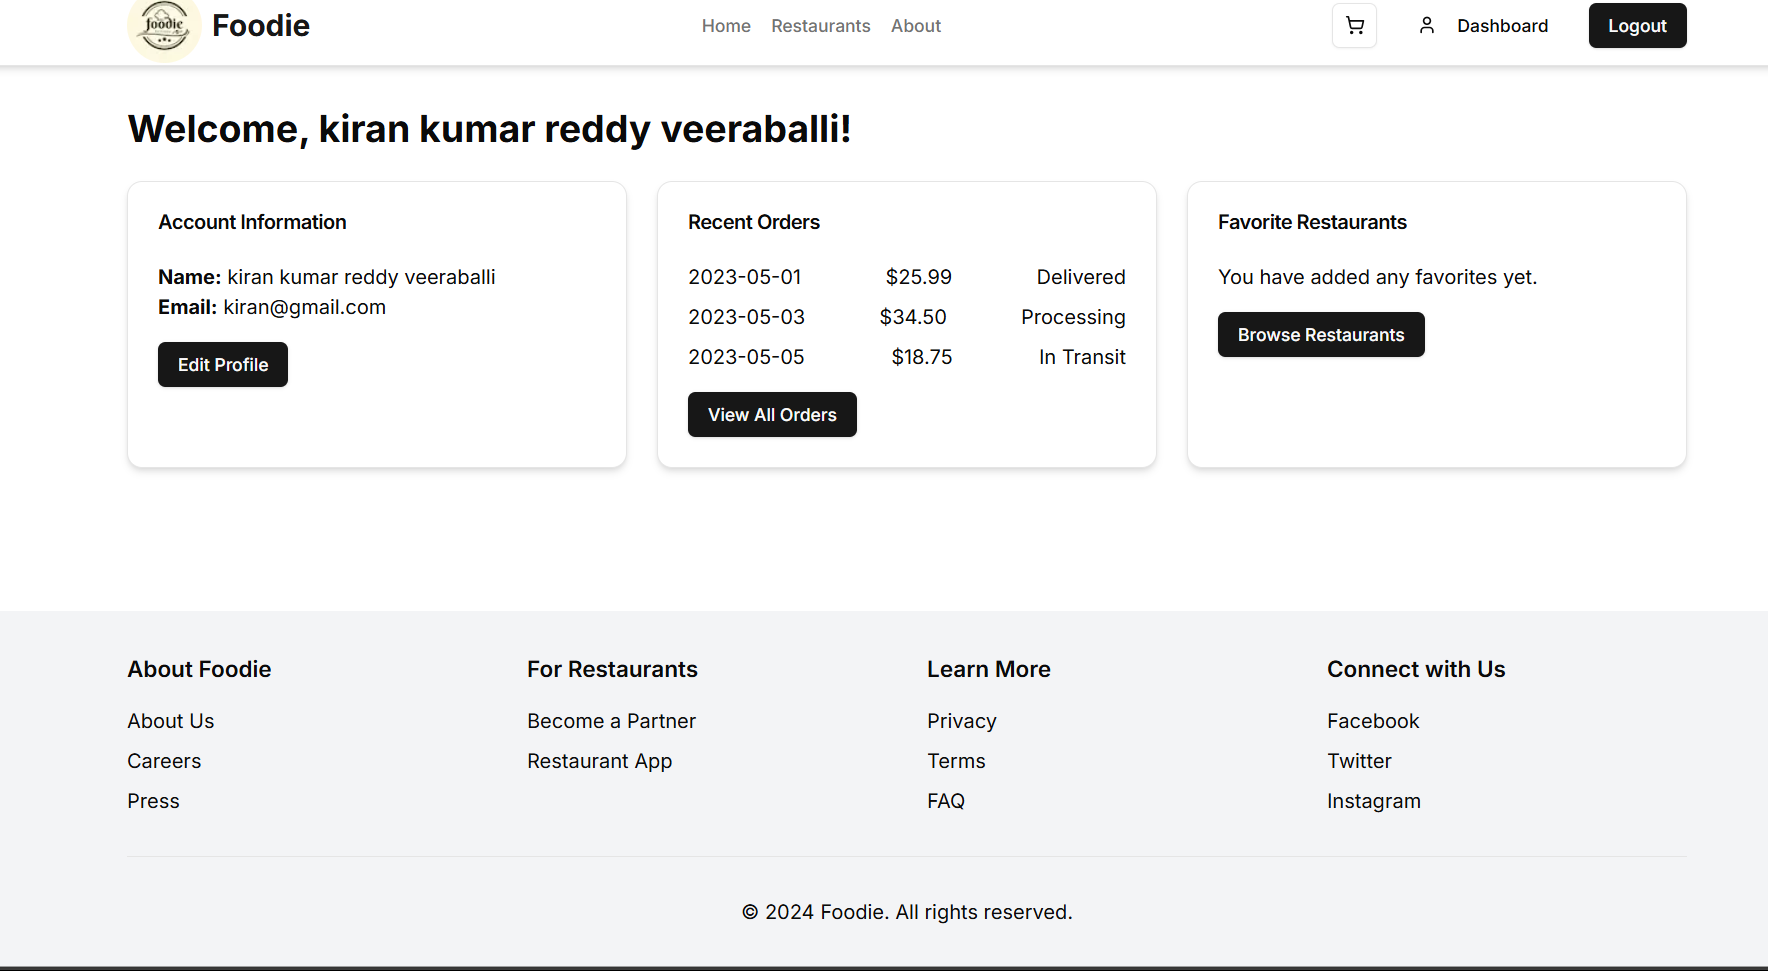 foodie
Foodie
Home Restaurants About
Dashboard
Logout
Welcome, kiran kumar reddy veeraballi!
Account Information
Name: kiran kumar reddy veeraballi
Email: kiran@gmail.com
Edit Profile
Recent Orders
2023-05-01 $25.99 Delivered
2023-05-03 $34.50 Processing
2023-05-05 $18.75 In Transit
View All Orders
Favorite Restaurants
You have added any favorites yet.
Browse Restaurants
About Foodie
About Us
Careers
Press
For Restaurants
Become a Partner
Restaurant App
Learn More
Privacy
Terms
FAQ
Connect with Us
Facebook
Twitter
Instagram
© 2024 Foodie. All rights reserved.